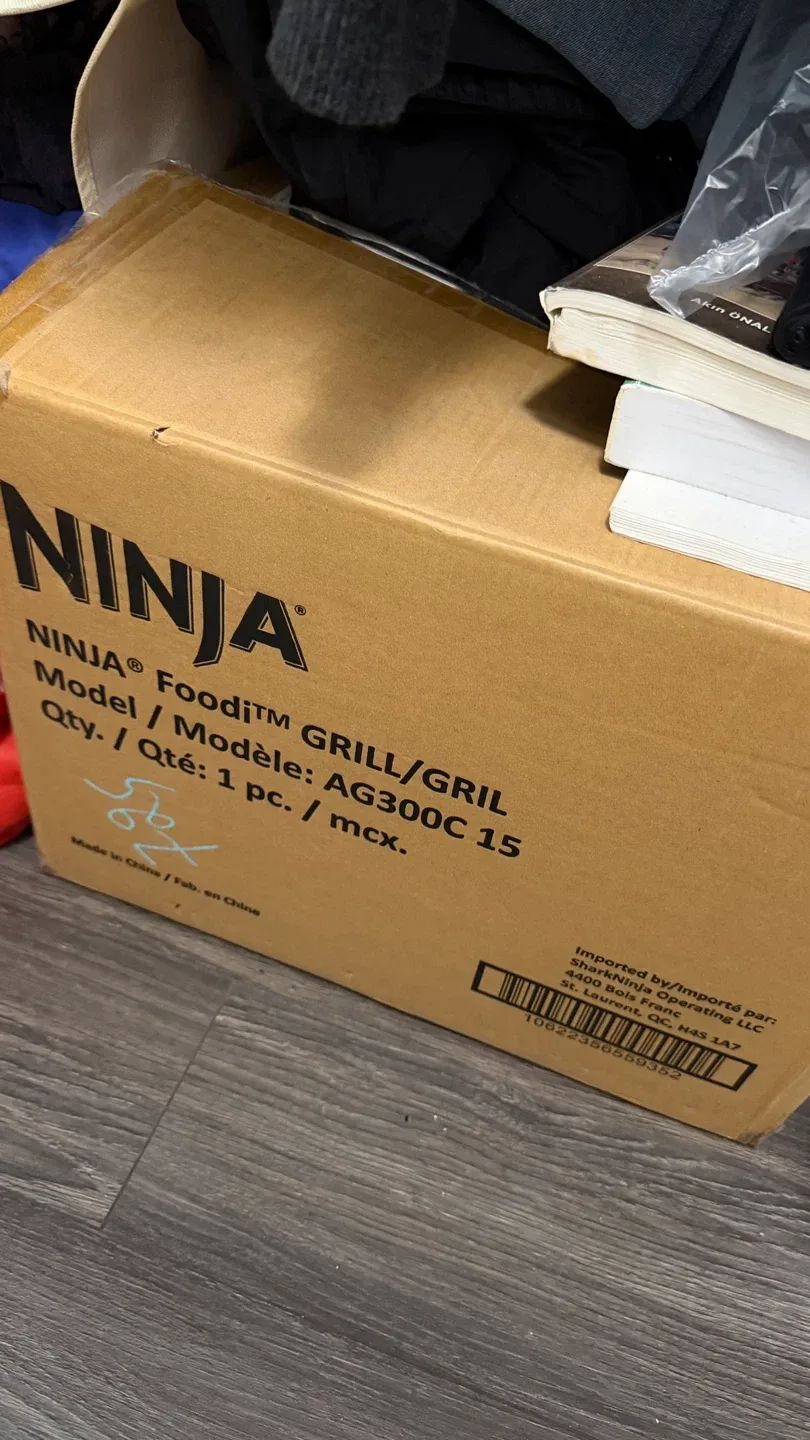 Akın ÖNAL
NINJA®
NINJA® Foodi™ GRILL/GRIL
Model / Modèle: AG300C 15
Qty. / Qté: 1 pc. / mcx.
Made in China / Fab. en Chine
Imported by/Importé par:
SharkNinja Operating LLC
4400 Bois Franc
St. Laurent, QC, H4S 1A7
10622356559352